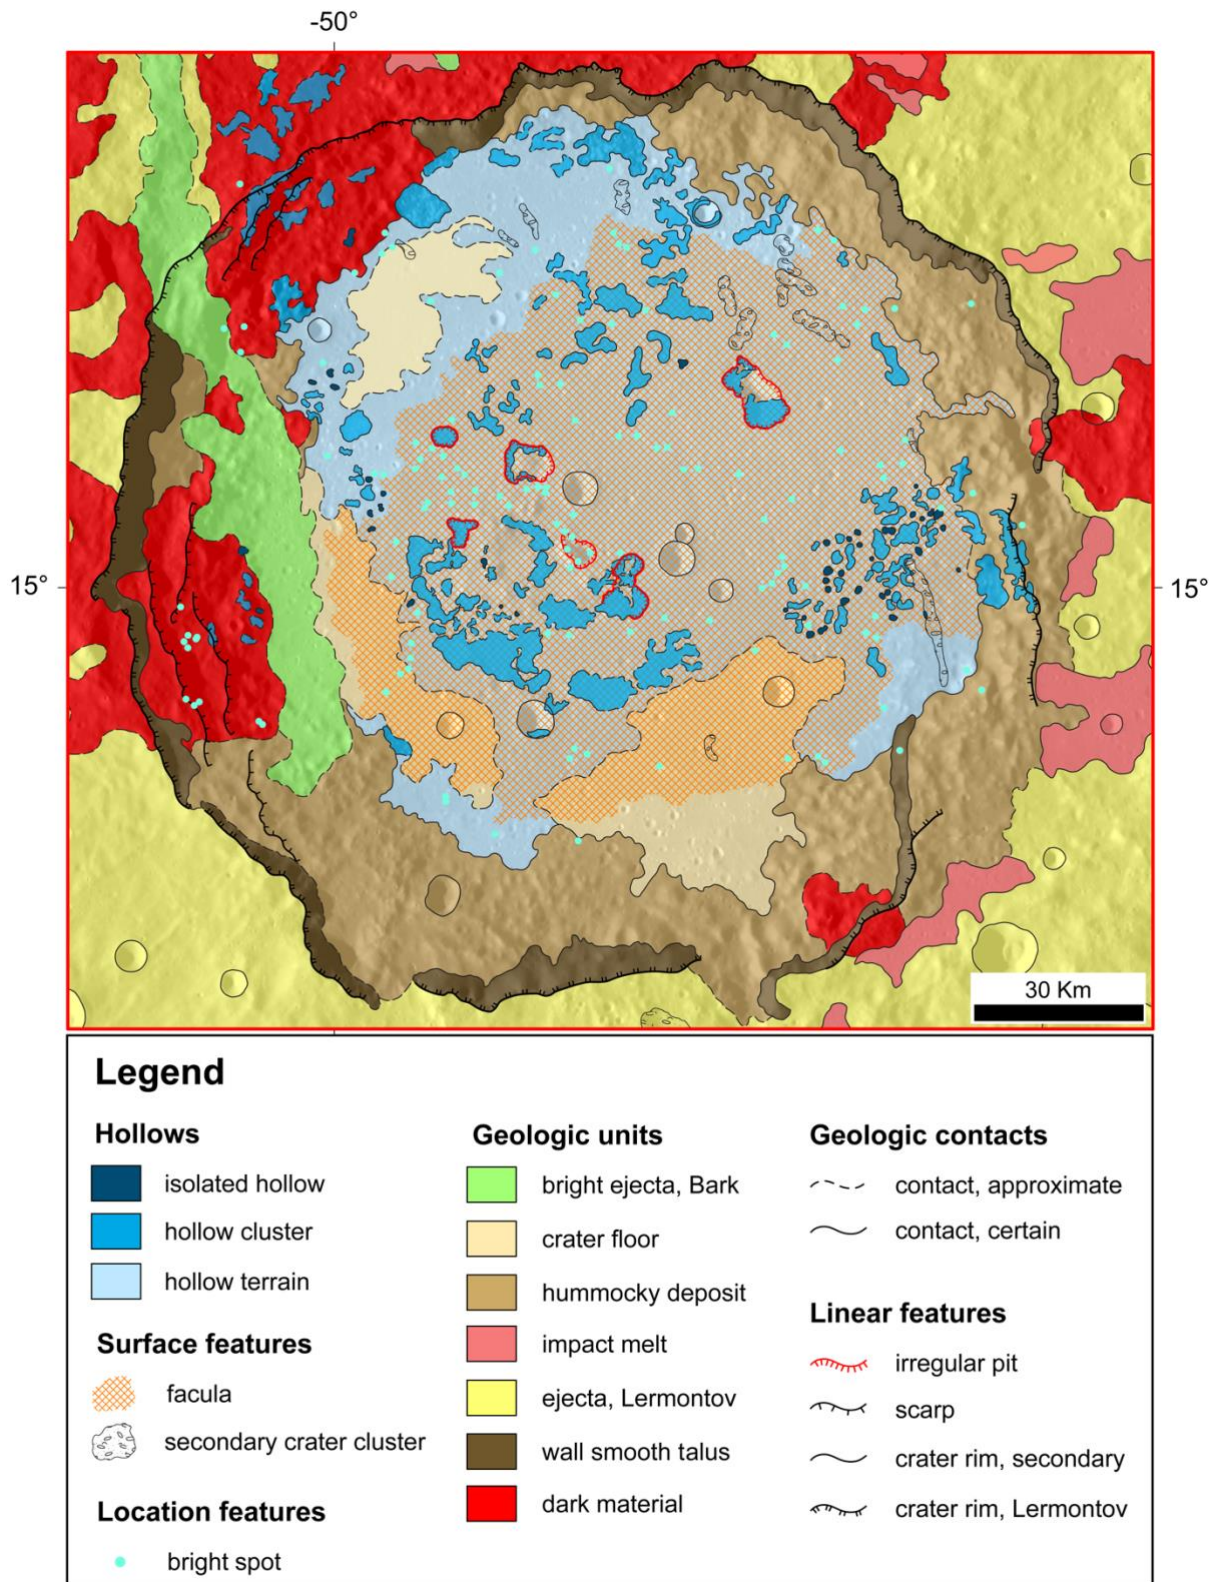 -50°
15°
15°
30 Km
Legend
Hollows
isolated hollow
hollow cluster
hollow terrain
Surface features
facula
secondary crater cluster
Location features
bright spot
Geologic units
bright ejecta, Bark
crater floor
hummocky deposit
impact melt
ejecta, Lermontov
wall smooth talus
dark material
Geologic contacts
contact, approximate
contact, certain
Linear features
irregular pit
scarp
crater rim, secondary
crater rim, Lermontov